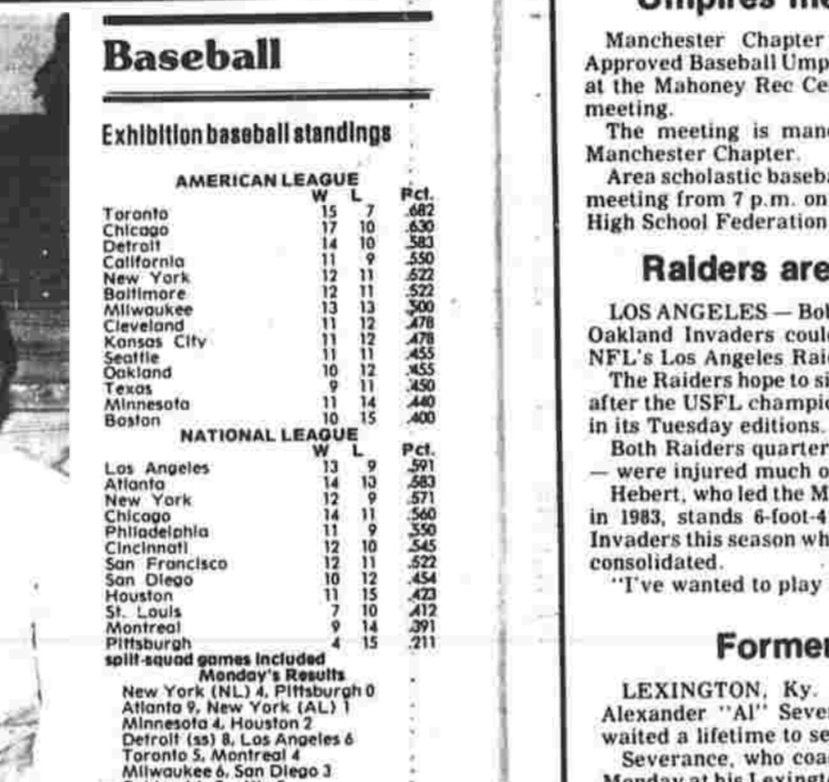 Baseball
Exhibition baseball standings
AMERICAN LEAGUE
W L Pct.
Toronto 15 7 .682
Chicago 17 10 .630
Detroit 14 10 .583
California 11 9 .550
New York 12 11 .522
Baltimore 12 11 .522
Milwaukee 13 13 .500
Cleveland 11 12 .478
Kansas City 11 12 .478
Seattle 11 11 .455
Oakland 10 12 .455
Texas 9 11 .450
Minnesota 11 14 .440
Boston 10 15 .400
NATIONAL LEAGUE
W L Pct.
Los Angeles 13 9 .591
Atlanta 14 10 .583
New York 12 9 .571
Chicago 14 11 .560
Philadelphia 11 9 .550
Cincinnati 12 10 .545
San Francisco 12 11 .522
San Diego 10 12 .454
Houston 11 15 .423
St. Louis 7 10 .412
Montreal 9 14 .391
Pittsburgh 4 15 .211
split-squad games included
Monday's Results
New York (NL) 4, Pittsburgh 0
Atlanta 9, New York (AL) 1
Minnesota 4, Houston 2
Detroit (ss) 8, Los Angeles 6
Toronto 5, Montreal 4
Milwaukee 6, San Diego 3
Umpires
Manchester Chapter
Approved Baseball Ump
at the Mahoney Rec Ce
meeting.
The meeting is man
Manchester Chapter.
Area scholastic baseba
meeting from 7 p.m. on
High School Federation
Raiders are
LOS ANGELES — Bob
Oakland Invaders coul
NFL's Los Angeles Raid
The Raiders hope to si
after the USFL champi
in its Tuesday editions.
Both Raiders quarter
— were injured much o
Hebert, who led the M
in 1983, stands 6-foot-4
Invaders this season wh
consolidated.
"I've wanted to play
Former
LEXINGTON, Ky.
Alexander "Al" Sever
waited a lifetime to se
Severance, who coa
Monday at his Lexingt